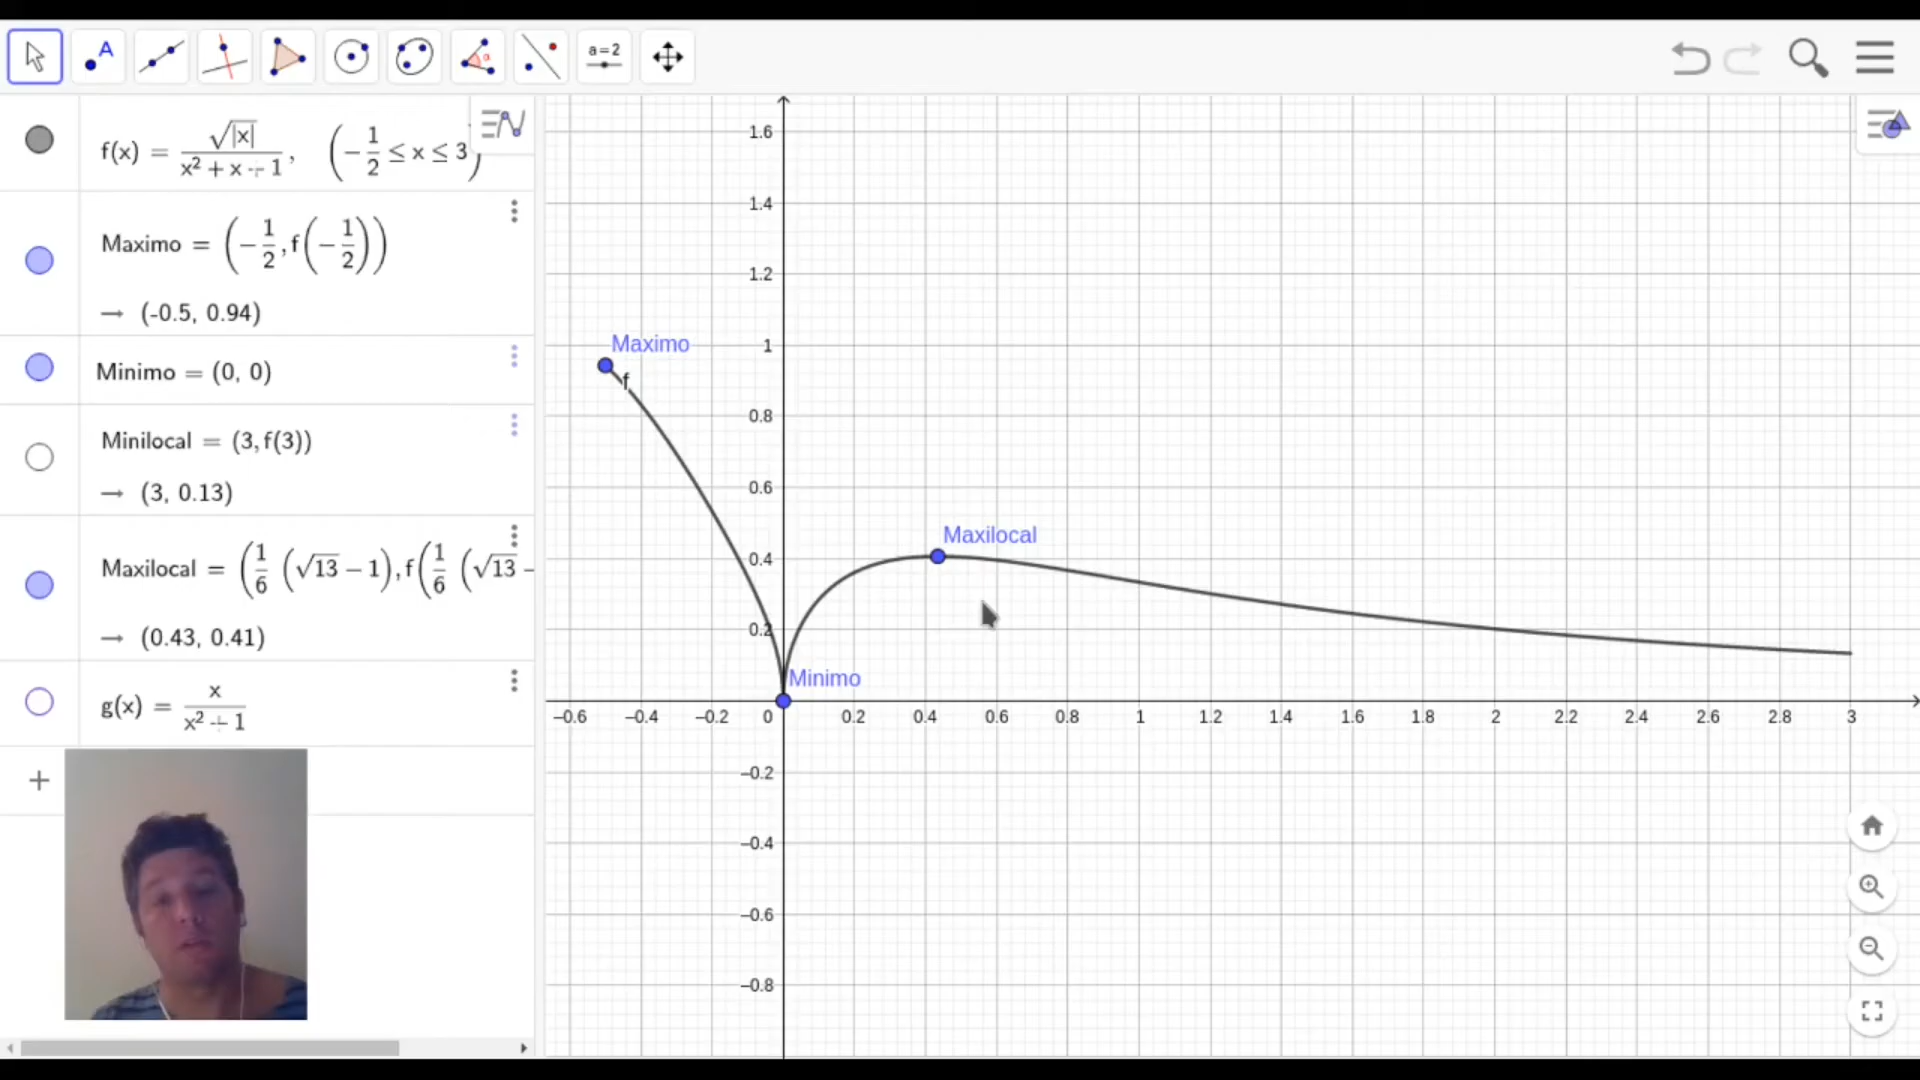 A
α
a=2
f(x) = √|x| / x² + x + 1, (−1/2 ≤ x ≤ 3)
Maximo = (−1/2, f(−1/2))
→ (-0.5, 0.94)
Minimo = (0, 0)
Minilocal = (3, f(3))
→ (3, 0.13)
Maxilocal = (1/6 (√13 − 1), f(1/6 (√13 −
→ (0.43, 0.41)
g(x) = x / x² + 1
+
1.6
1.4
1.2
1
0.8
0.6
0.4
0.2
−0.2
−0.4
−0.6
−0.8
Maximo
f
Maxilocal
Minimo
−0.6 −0.4 −0.2 0 0.2 0.4 0.6 0.8 1 1.2 1.4 1.6 1.8 2 2.2 2.4 2.6 2.8 3